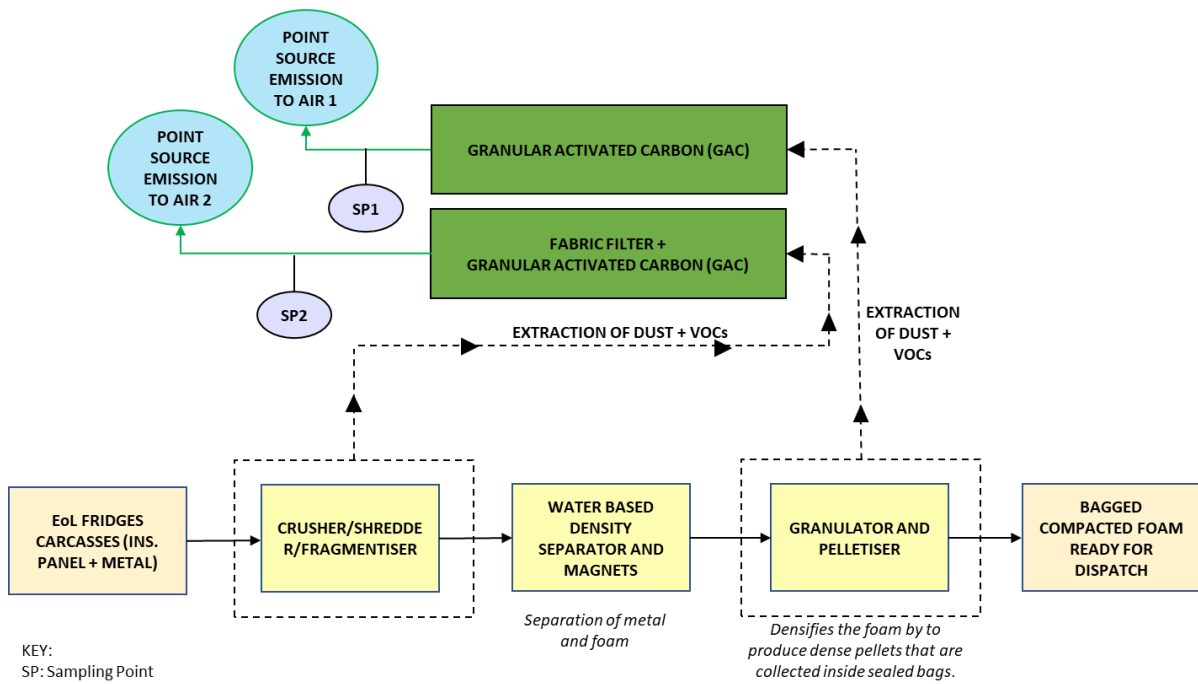 POINT
SOURCE
EMISSION
TO AIR 1
POINT
SOURCE
EMISSION
TO AIR 2
GRANULAR ACTIVATED CARBON (GAC)
SP1
FABRIC FILTER +
GRANULAR ACTIVATED CARBON (GAC)
SP2
EXTRACTION OF DUST + VOCs
EXTRACTION
OF DUST +
VOCs
EoL FRIDGES
CARCASSES (INS.
PANEL + METAL)
CRUSHER/SHREDDE
R/FRAGMENTISER
WATER BASED
DENSITY
SEPARATOR AND
MAGNETS
GRANULATOR AND
PELLETISER
BAGGED
COMPACTED FOAM
READY FOR
DISPATCH
Separation of metal
and foam
Densifies the foam by to
produce dense pellets that are
collected inside sealed bags.
KEY:
SP: Sampling Point